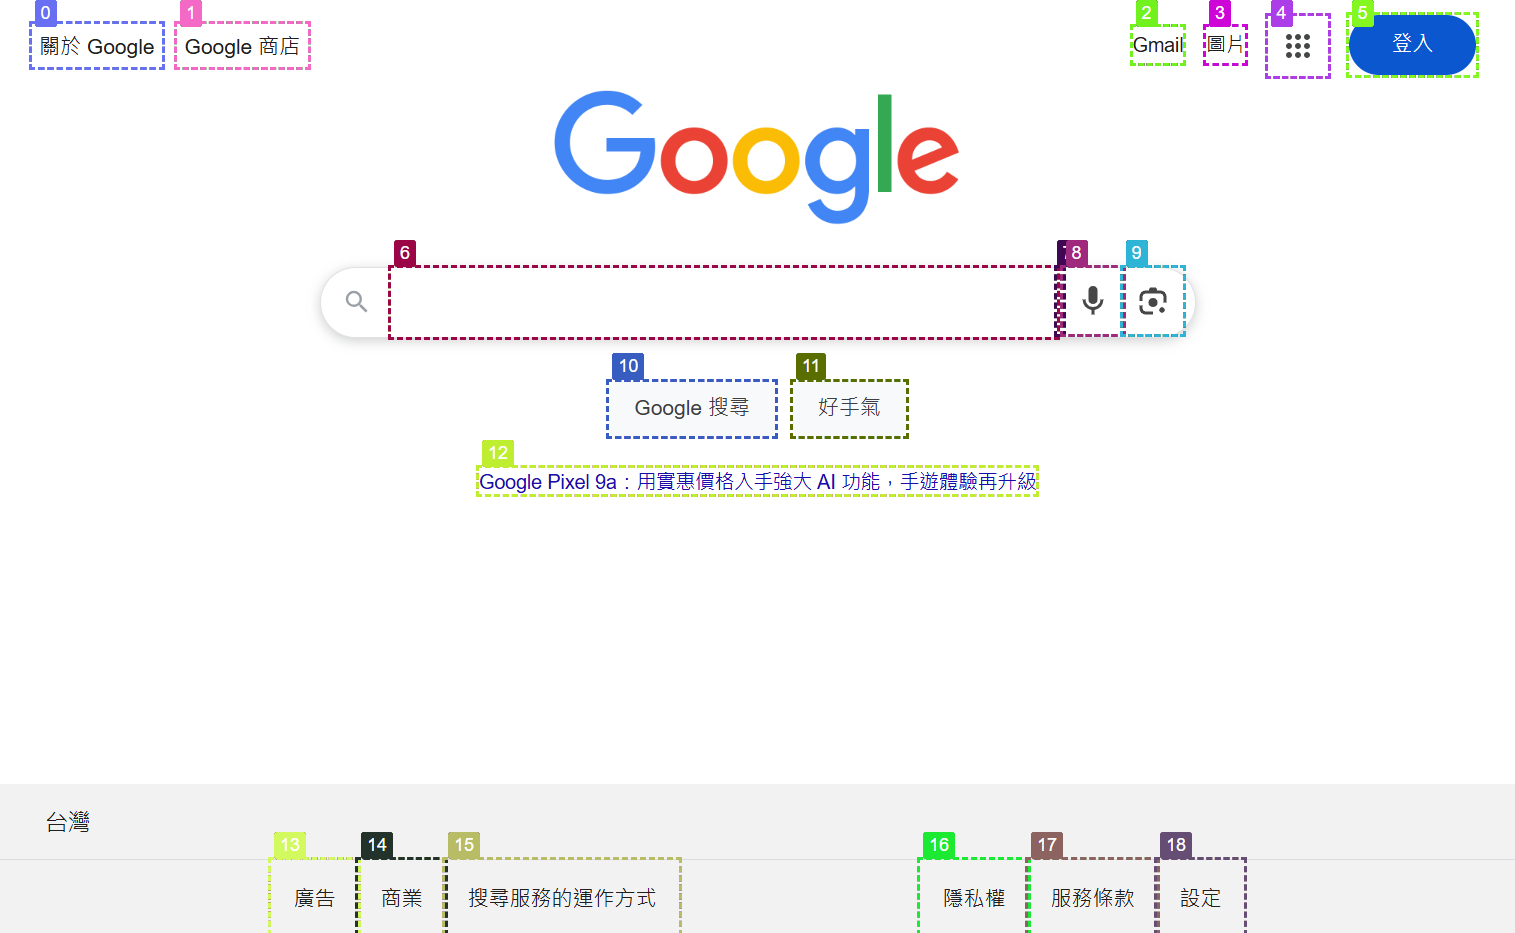 0 1 2 3 4 5
關於 Google Google 商店 Gmail 圖片 登入
Google
6 8 9
10 11
Google 搜尋 好手氣
12
Google Pixel 9a：用實惠價格入手強大 AI 功能，手遊體驗再升級
台灣
13 14 15 16 17 18
廣告 商業 搜尋服務的運作方式 隱私權 服務條款 設定